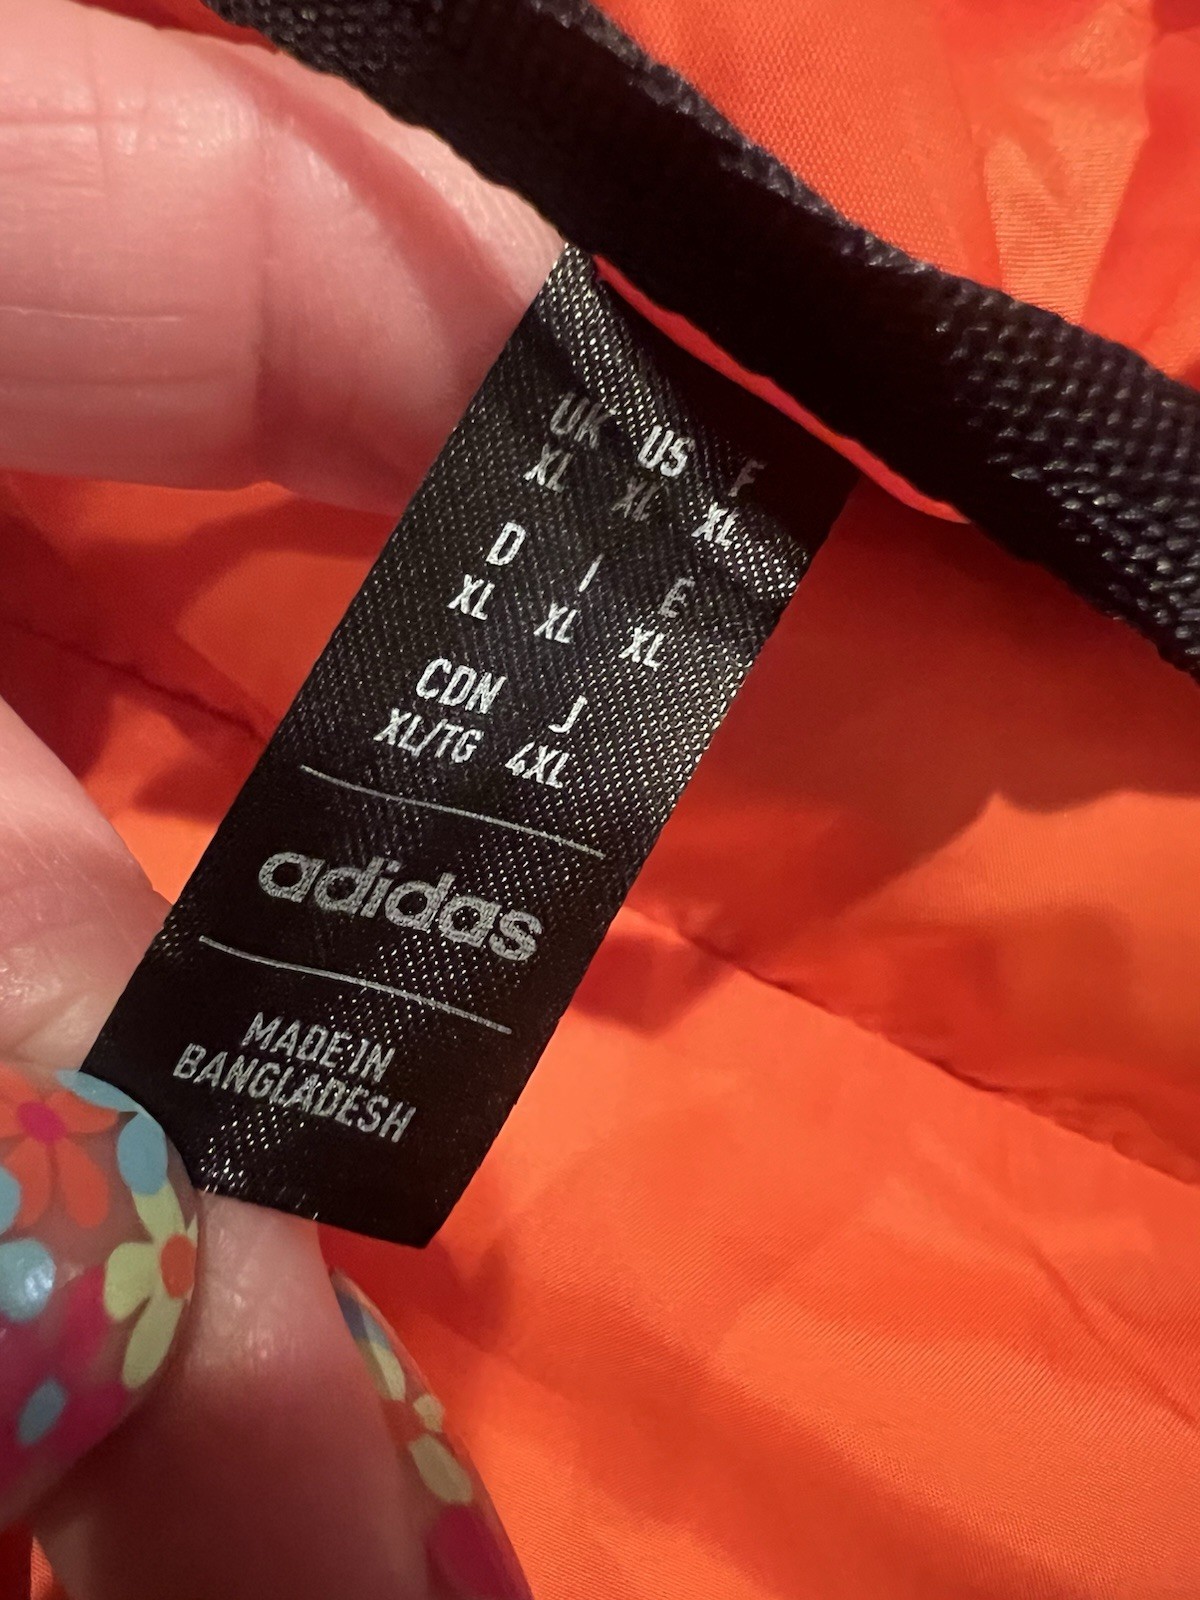 UK US F
XL XL XL
D I E
XL XL XL
CDN J
XL/TG 4XL
adidas
MADE IN
BANGLADESH